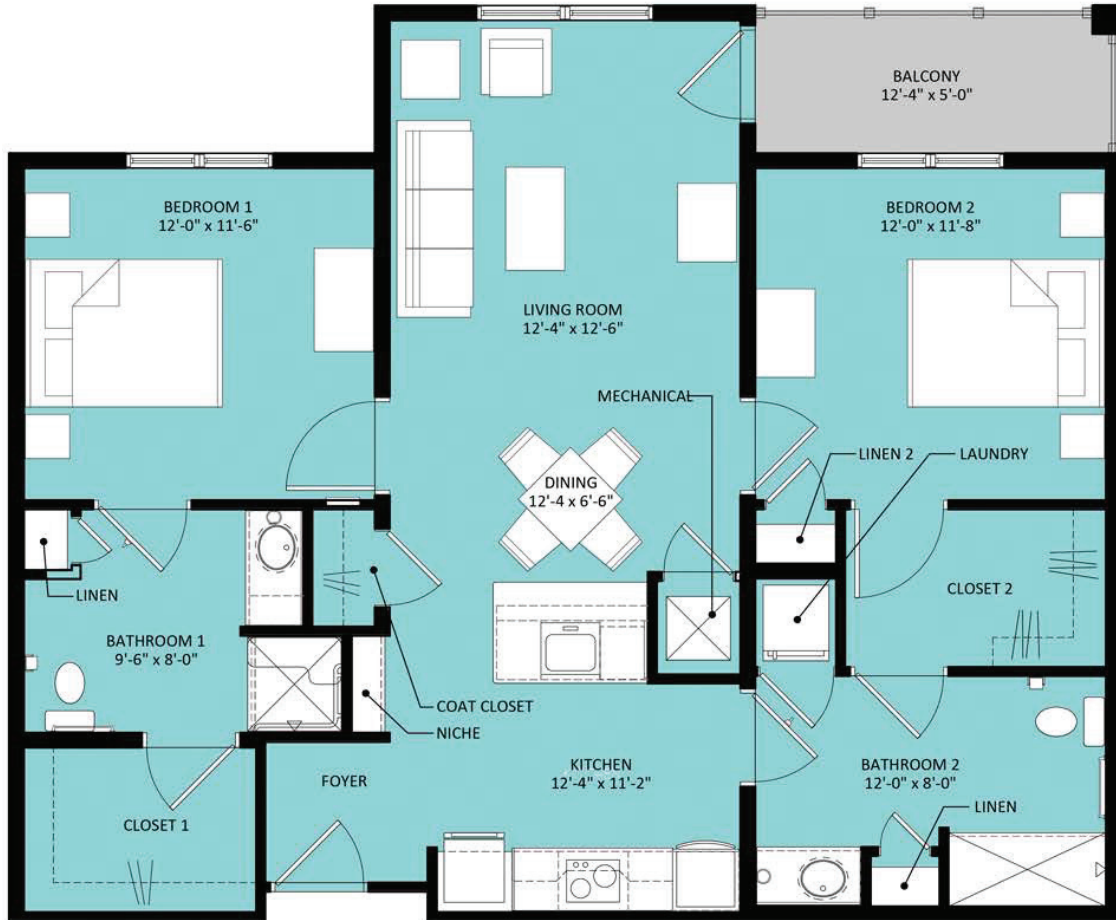 BALCONY
12'-4" x 5'-0"
BEDROOM 1
12'-0" x 11'-6"
BEDROOM 2
12'-0" x 11'-8"
LIVING ROOM
12'-4" x 12'-6"
MECHANICAL
DINING
12'-4 x 6'-6"
LINEN 2
LAUNDRY
LINEN
CLOSET 2
BATHROOM 1
9'-6" x 8'-0"
COAT CLOSET
NICHE
FOYER
KITCHEN
12'-4" x 11'-2"
BATHROOM 2
12'-0" x 8'-0"
LINEN
CLOSET 1